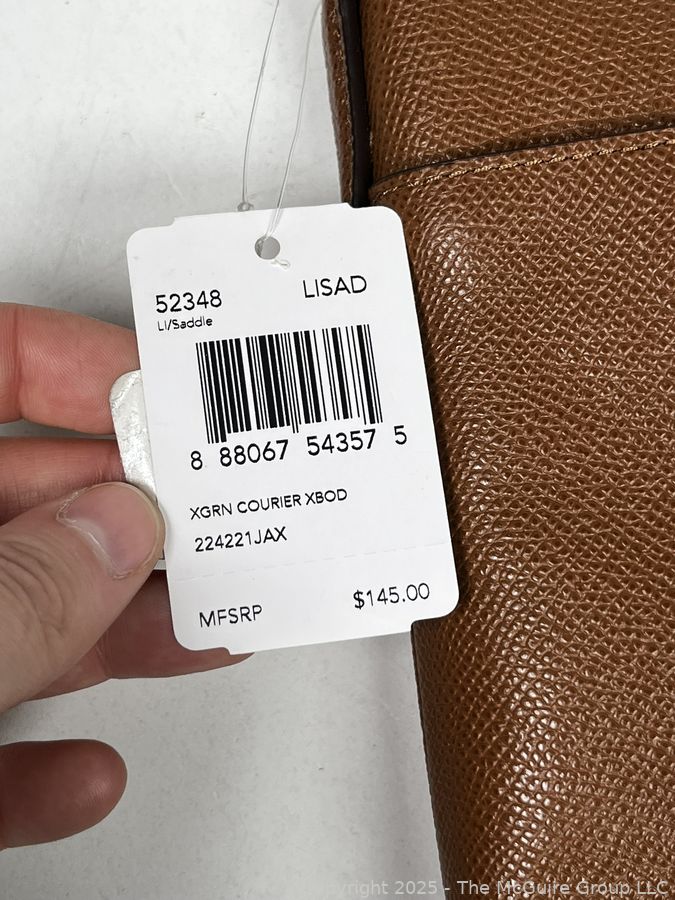 52348 LISAD
LI/Saddle
8 88067 54357 5
XGRN COURIER XBOD
224221JAX
MFSRP $145.00
Copyright 2025 - The McGuire Group LLC